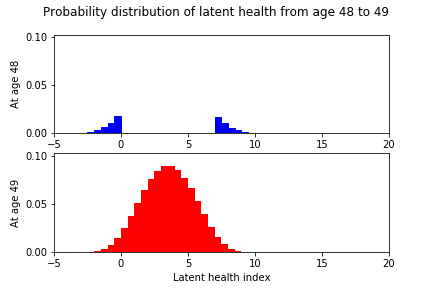 Probability distribution of latent health from age 48 to 49
0.10
0.05
0.00
At age 48
−5 0 5 10 15 20
0.10
0.05
0.00
At age 49
−5 0 5 10 15 20
Latent health index